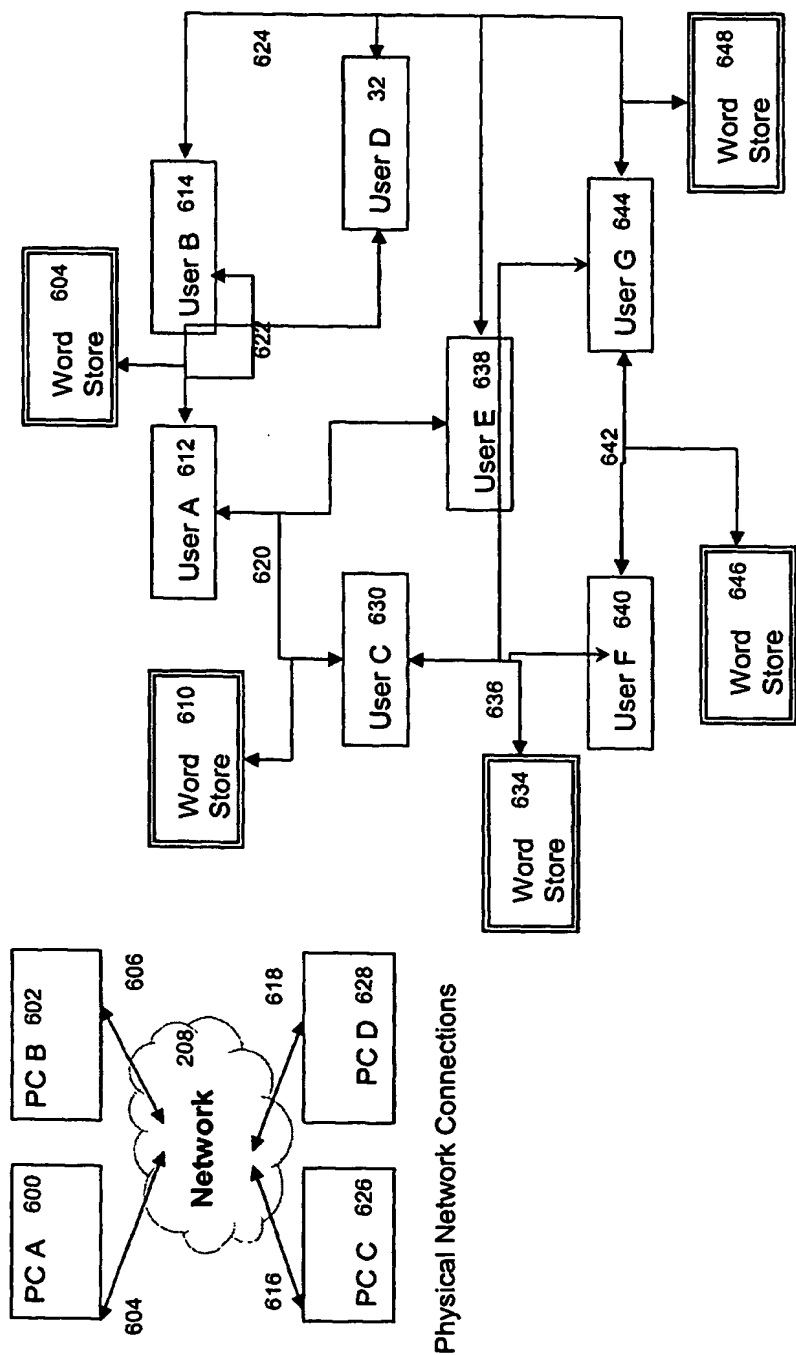 PC A 600
PC B 602
604
606
Network
208
616
618
PC C 626
PC D 628
Physical Network Connections
Word
Store
604
624
User A 612
User B 614
622
User D 32
Word
Store
610
620
User C 630
User E 638
636
Word
Store
634
User F 640
642
User G 644
Word
Store
646
Word
Store
648